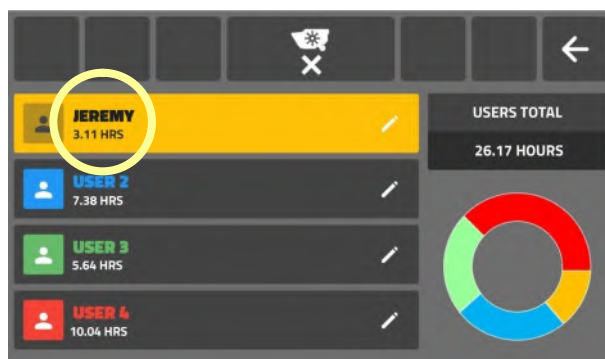 JEREMY
3.11 HRS
USER 2
7.38 HRS
USER 3
5.64 HRS
USER 4
10.04 HRS
USERS TOTAL
26.17 HOURS